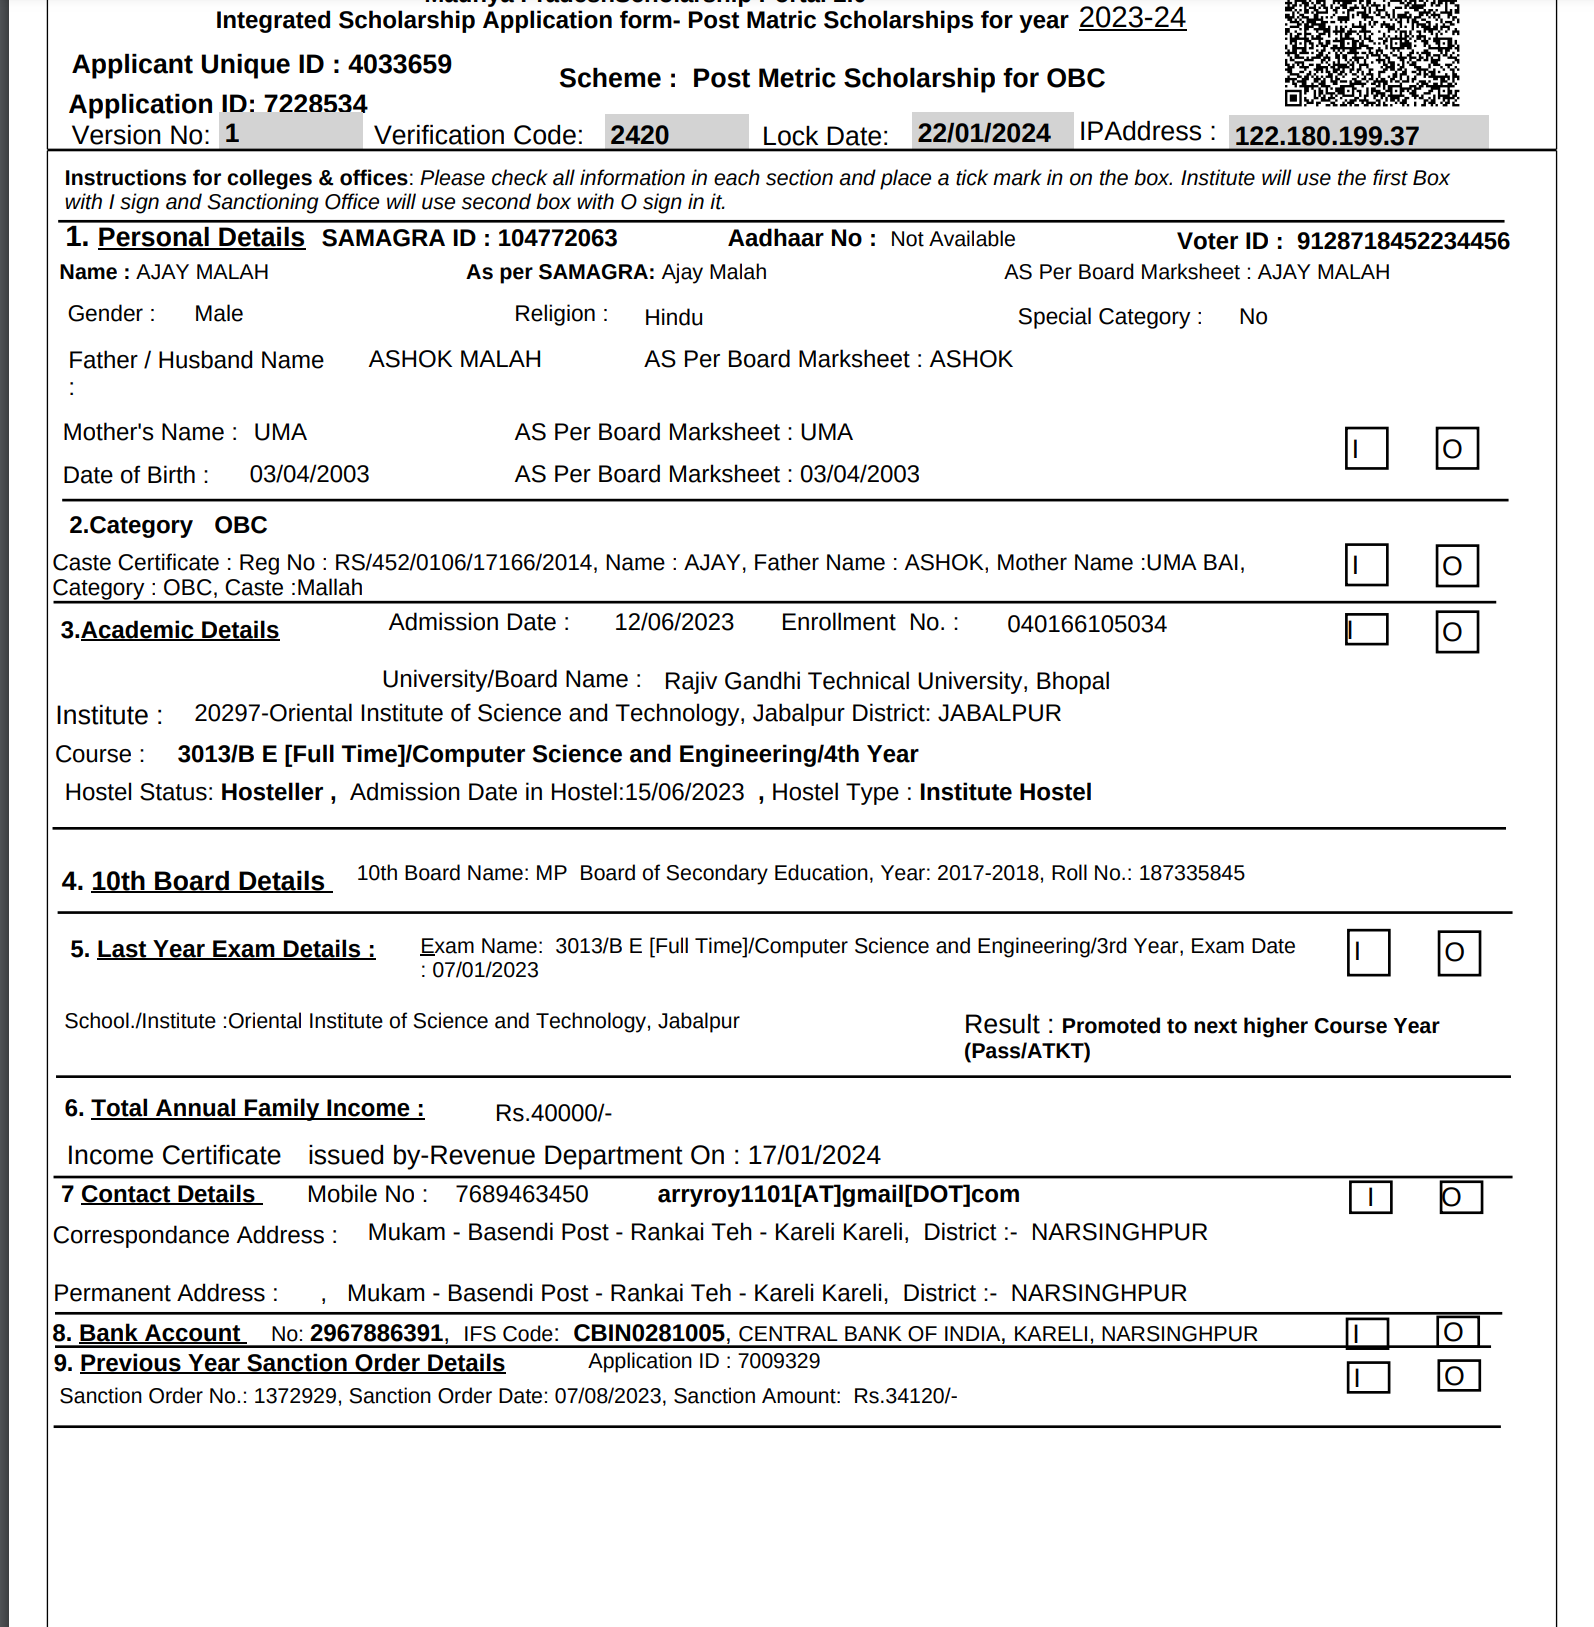 Integrated Scholarship Application form- Post Matric Scholarships for year 2023-24
Applicant Unique ID : 4033659
Scheme : Post Metric Scholarship for OBC
Application ID: 7228534
Version No: 1 Verification Code: 2420 Lock Date: 22/01/2024 IPAddress : 122.180.199.37
Instructions for colleges & offices: Please check all information in each section and place a tick mark in on the box. Institute will use the first Box
with I sign and Sanctioning Office will use second box with O sign in it.
1. Personal Details SAMAGRA ID : 104772063 Aadhaar No : Not Available Voter ID : 9128718452234456
Name : AJAY MALAH As per SAMAGRA: Ajay Malah AS Per Board Marksheet : AJAY MALAH
Gender : Male Religion : Hindu Special Category : No
Father / Husband Name ASHOK MALAH AS Per Board Marksheet : ASHOK
:
Mother's Name : UMA AS Per Board Marksheet : UMA
I O
Date of Birth : 03/04/2003 AS Per Board Marksheet : 03/04/2003
2.Category OBC
Caste Certificate : Reg No : RS/452/0106/17166/2014, Name : AJAY, Father Name : ASHOK, Mother Name :UMA BAI, I O
Category : OBC, Caste :Mallah
3.Academic Details Admission Date : 12/06/2023 Enrollment No. : 040166105034 I O
University/Board Name : Rajiv Gandhi Technical University, Bhopal
Institute : 20297-Oriental Institute of Science and Technology, Jabalpur District: JABALPUR
Course : 3013/B E [Full Time]/Computer Science and Engineering/4th Year
Hostel Status: Hosteller , Admission Date in Hostel:15/06/2023 , Hostel Type : Institute Hostel
4. 10th Board Details 10th Board Name: MP Board of Secondary Education, Year: 2017-2018, Roll No.: 187335845
5. Last Year Exam Details : Exam Name: 3013/B E [Full Time]/Computer Science and Engineering/3rd Year, Exam Date I O
: 07/01/2023
School./Institute :Oriental Institute of Science and Technology, Jabalpur Result : Promoted to next higher Course Year
(Pass/ATKT)
6. Total Annual Family Income : Rs.40000/-
Income Certificate issued by-Revenue Department On : 17/01/2024
7 Contact Details Mobile No : 7689463450 arryroy1101[AT]gmail[DOT]com I O
Correspondance Address : Mukam - Basendi Post - Rankai Teh - Kareli Kareli, District :- NARSINGHPUR
Permanent Address : , Mukam - Basendi Post - Rankai Teh - Kareli Kareli, District :- NARSINGHPUR
8. Bank Account No: 2967886391, IFS Code: CBIN0281005, CENTRAL BANK OF INDIA, KARELI, NARSINGHPUR I O
9. Previous Year Sanction Order Details Application ID : 7009329 I O
Sanction Order No.: 1372929, Sanction Order Date: 07/08/2023, Sanction Amount: Rs.34120/-